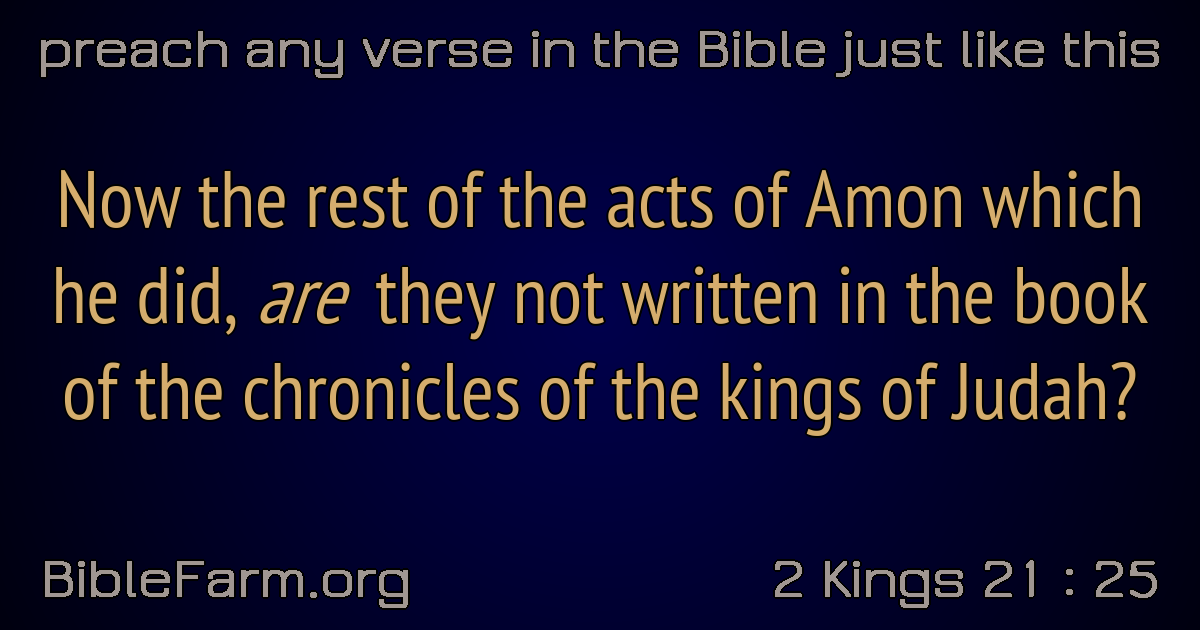 preach any verse in the Bible just like this
Now the rest of the acts of Amon which
he did, are they not written in the book
of the chronicles of the kings of Judah?
BibleFarm.org
2 Kings 21 : 25